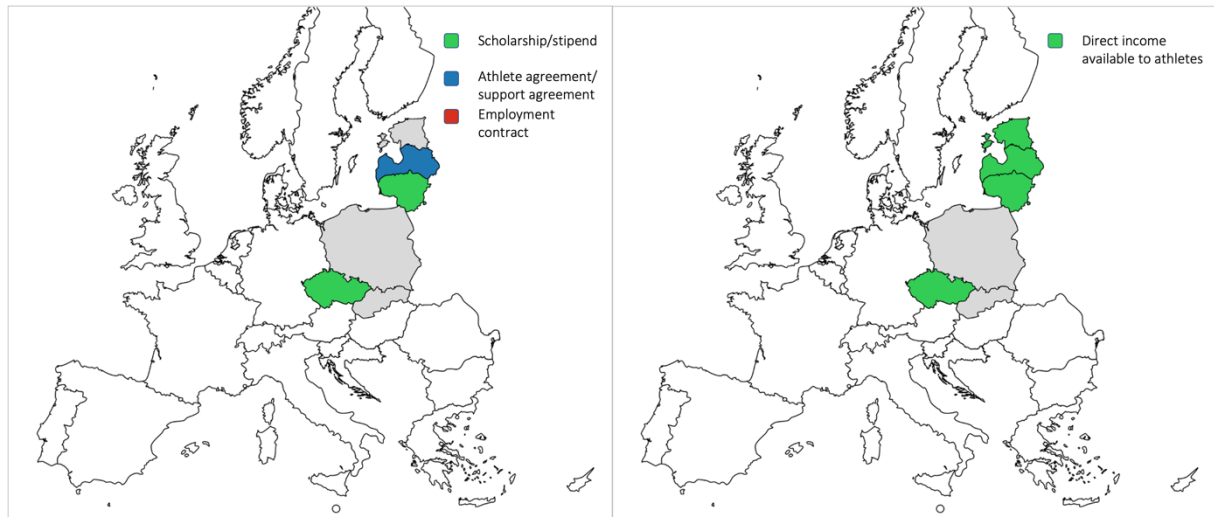 Scholarship/stipend
Athlete agreement/
support agreement
Employment
contract
Direct income
available to athletes